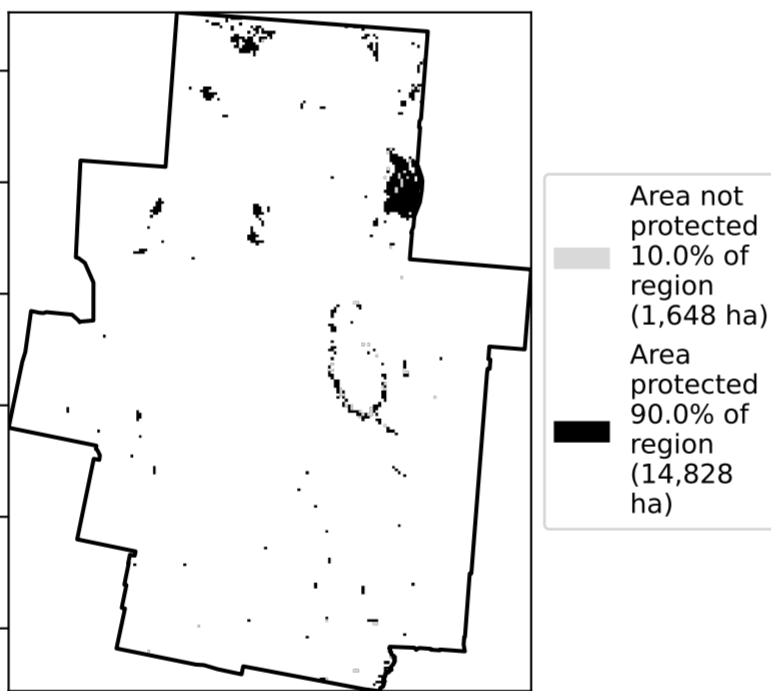 Area not
protected
10.0% of
region
(1,648 ha)
Area
protected
90.0% of
region
(14,828
ha)